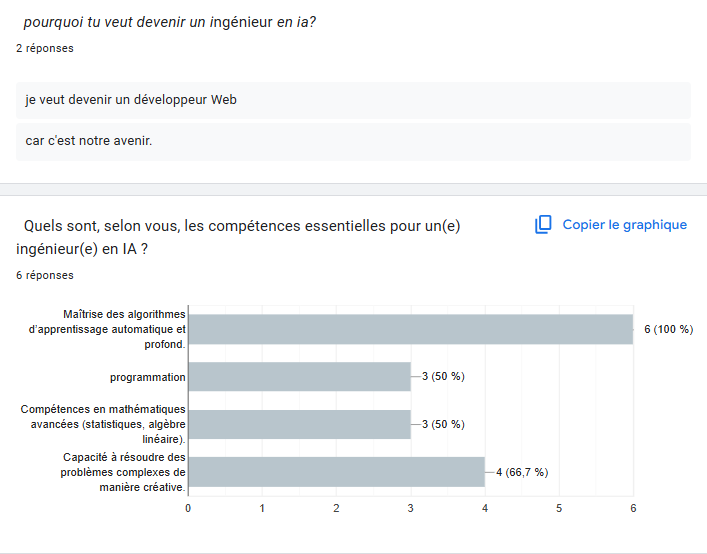 pourquoi tu veut devenir un ingénieur en ia?
2 réponses
je veut devenir un développeur Web
car c'est notre avenir.
Quels sont, selon vous, les compétences essentielles pour un(e)
ingénieur(e) en IA ?
Copier le graphique
6 réponses
Maîtrise des algorithmes
d'apprentissage automatique et
profond.
6 (100 %)
programmation
3 (50 %)
Compétences en mathématiques
avancées (statistiques, algèbre
linéaire).
3 (50 %)
Capacité à résoudre des
problèmes complexes de
manière créative.
4 (66,7 %)
0 1 2 3 4 5 6